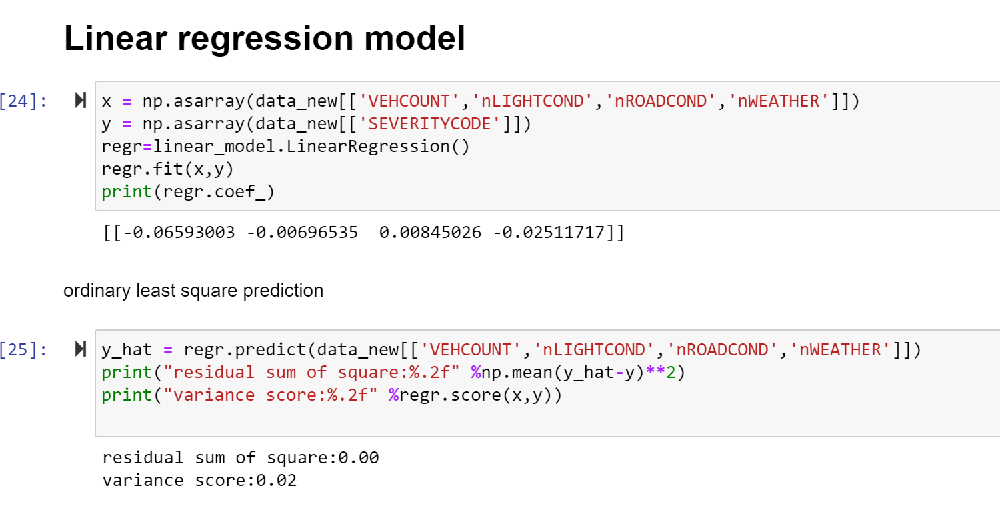 Linear regression model
[24]:
x = np.asarray(data_new[['VEHCOUNT','nLIGHTCOND','nROADCOND','nWEATHER']])
y = np.asarray(data_new[['SEVERITYCODE']])
regr=linear_model.LinearRegression()
regr.fit(x,y)
print(regr.coef_)
[[-0.06593003 -0.00696535  0.00845026 -0.02511717]]
ordinary least square prediction
[25]:
y_hat = regr.predict(data_new[['VEHCOUNT','nLIGHTCOND','nROADCOND','nWEATHER']])
print("residual sum of square:%.2f" %np.mean(y_hat-y)**2)
print("variance score:%.2f" %regr.score(x,y))
residual sum of square:0.00
variance score:0.02